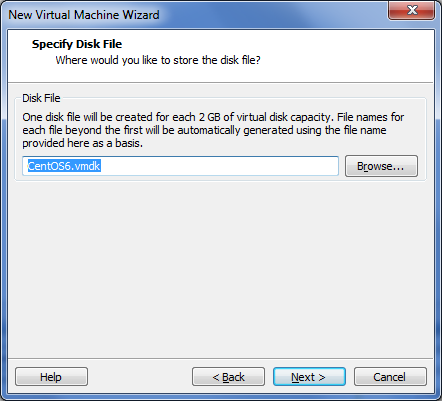 New Virtual Machine Wizard
Specify Disk File
Where would you like to store the disk file?
Disk File
One disk file will be created for each 2 GB of virtual disk capacity. File names for
each file beyond the first will be automatically generated using the file name
provided here as a basis.
CentOS6.vmdk
Browse...
Help
< Back
Next >
Cancel